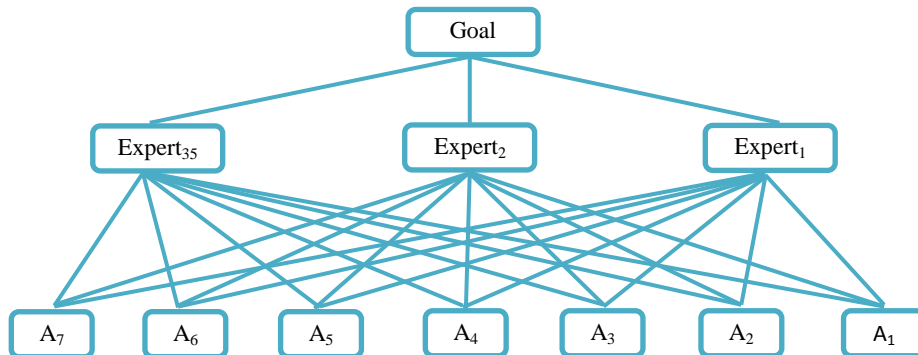 Goal
Expert₃₅ Expert₂ Expert₁
A₇ A₆ A₅ A₄ A₃ A₂ A₁